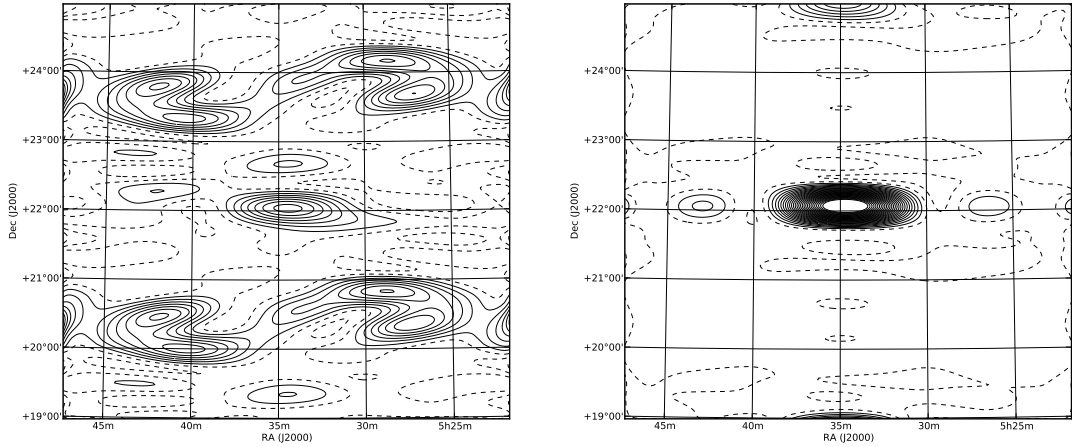 +24°00'
+23°00'
+22°00'
+21°00'
+20°00'
+19°00'
Dec (J2000)
45m
40m
35m
30m
5h25m
RA (J2000)
+24°00'
+23°00'
+22°00'
+21°00'
+20°00'
+19°00'
Dec (J2000)
45m
40m
35m
30m
5h25m
RA (J2000)